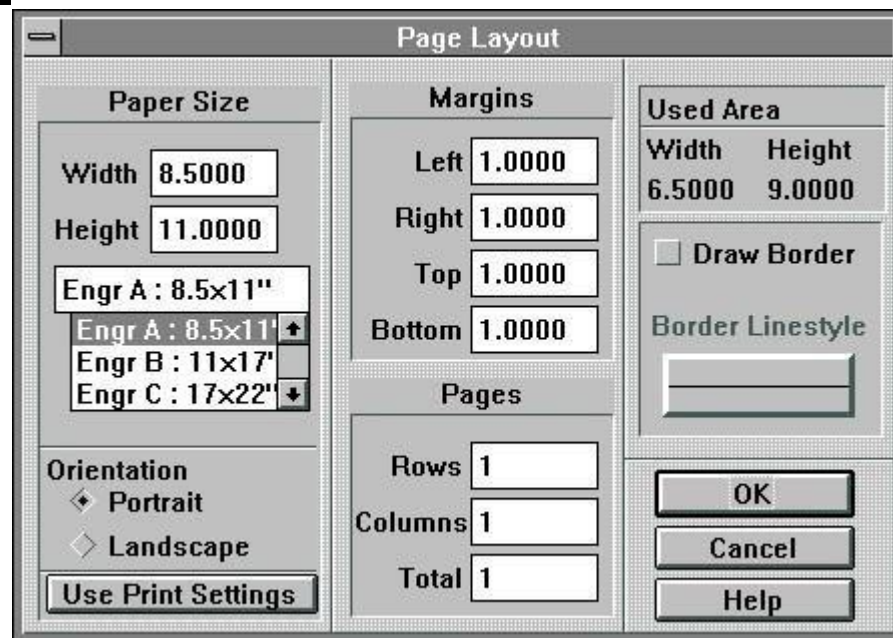 Page Layout
Paper Size
Width 8.5000
Height 11.0000
Engr A : 8.5x11"
Engr A : 8.5x11'
Engr B : 11x17'
Engr C : 17x22"
Orientation
Portrait
Landscape
Use Print Settings
Margins
Left 1.0000
Right 1.0000
Top 1.0000
Bottom 1.0000
Pages
Rows 1
Columns 1
Total 1
Used Area
Width Height
6.5000 9.0000
Draw Border
Border Linestyle
OK
Cancel
Help